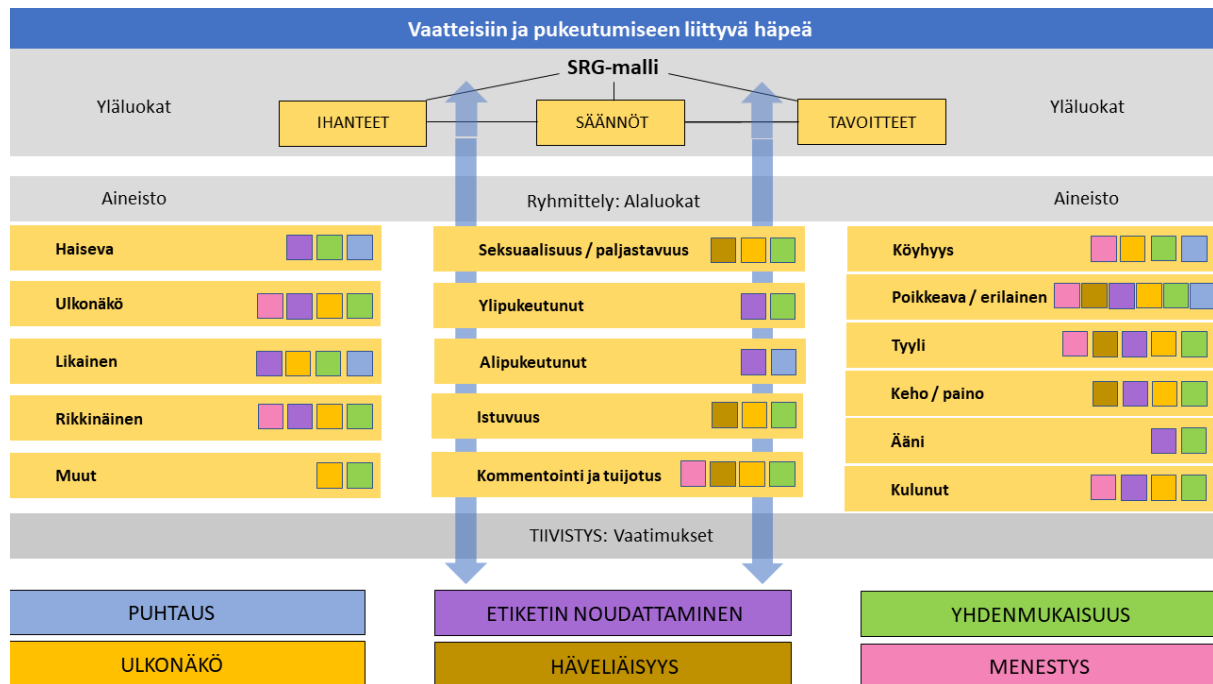 Vaatteisiin ja pukeutumiseen liittyvä häpeä
SRG-malli
Yläluokat
Yläluokat
IHANTEET
SÄÄNNÖT
TAVOITTEET
Aineisto
Ryhmittely: Alaluokat
Aineisto
Haiseva
Ulkonäkö
Likainen
Rikkinäinen
Muut
Seksuaalisuus / paljastavuus
Ylipukeutunut
Alipukeutunut
Istuvuus
Kommentointi ja tuijotus
Köyhyys
Poikkeava / erilainen
Tyyli
Keho / paino
Ääni
Kulunut
TIIVISTYS: Vaatimukset
PUHTAUS
ETIKETIN NOUDATTAMINEN
YHDENMUKAISUUS
ULKONÄKÖ
HÄVELIÄISYYS
MENESTYS